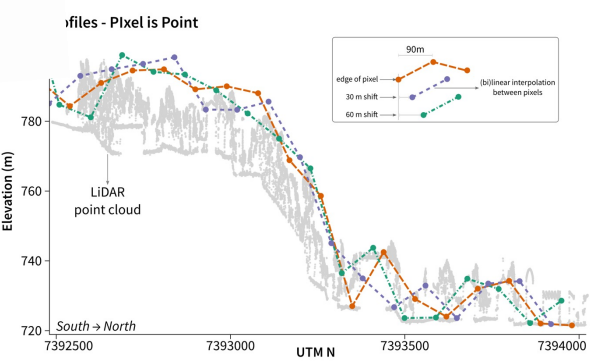 ofiles - PIxel is Point
90m
edge of pixel
(bi)linear interpolation
between pixels
30 m shift
60 m shift
780
760
740
720
Elevation (m)
LiDAR
point cloud
South → North
7392500
7393000
7393500
7394000
UTM N